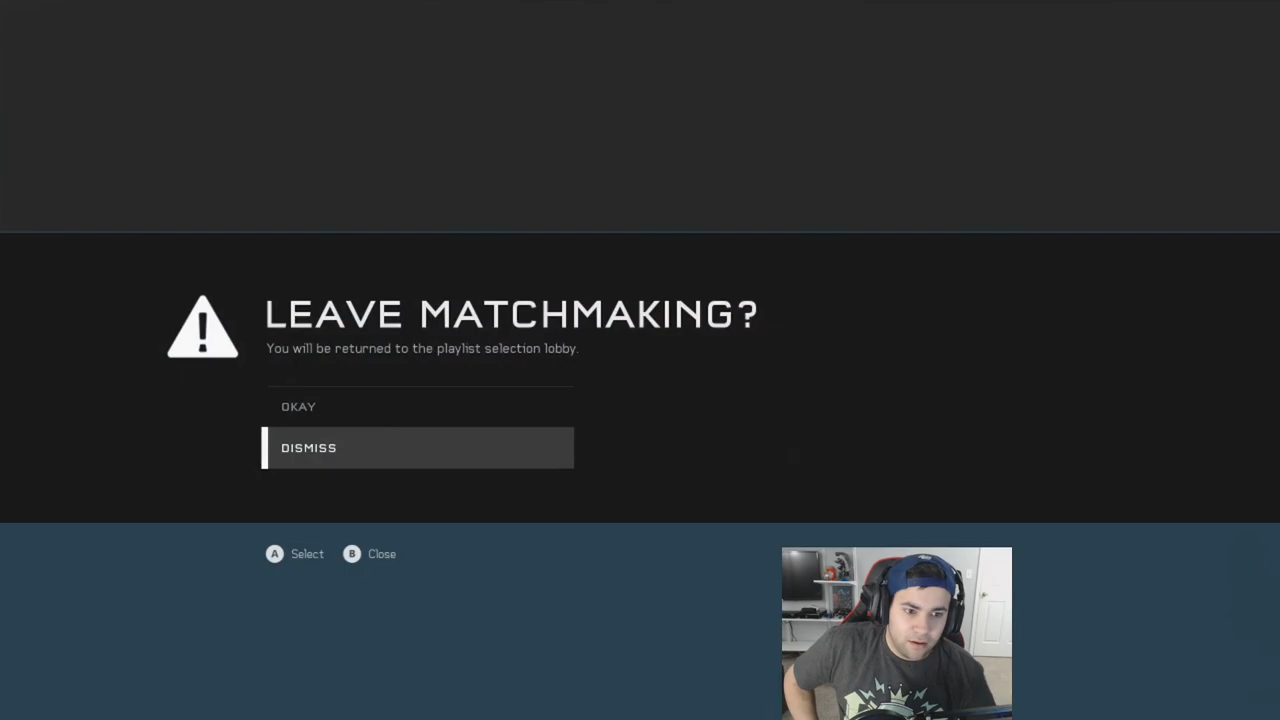 LEAVE MATCHMAKING?
You will be returned to the playlist selection lobby.
OKAY
DISMISS
A Select B Close